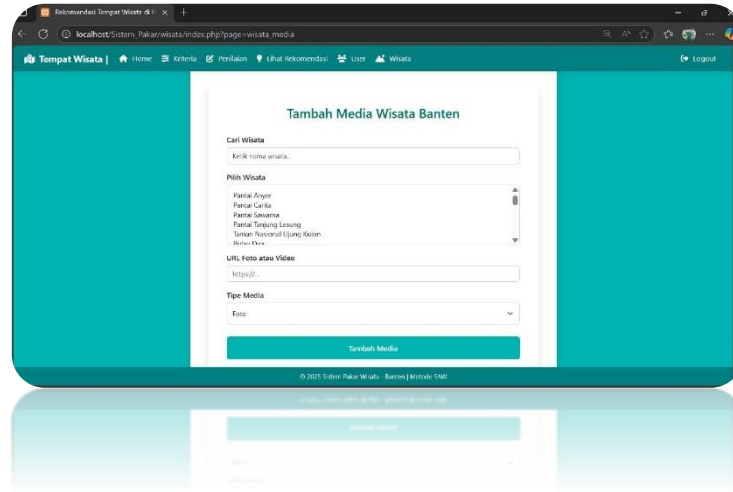 Rekomendasi Tempat Wisata di B
localhost/Sistem_Pakar/wisata/index.php?page=wisata_media
Tempat Wisata | Home Kriteria Penilaian Lihat Rekomendasi User Wisata Logout
Tambah Media Wisata Banten
Cari Wisata
Ketik nama wisata...
Pilih Wisata
Pantai Anyer
Pantai Carita
Pantai Sawarna
Pantai Tanjung Lesung
Taman Nasional Ujung Kulon
URL Foto atau Video
https://...
Tipe Media
Foto
Tambah Media
© 2025 Sistem Pakar Wisata - Banten | Metode SAW